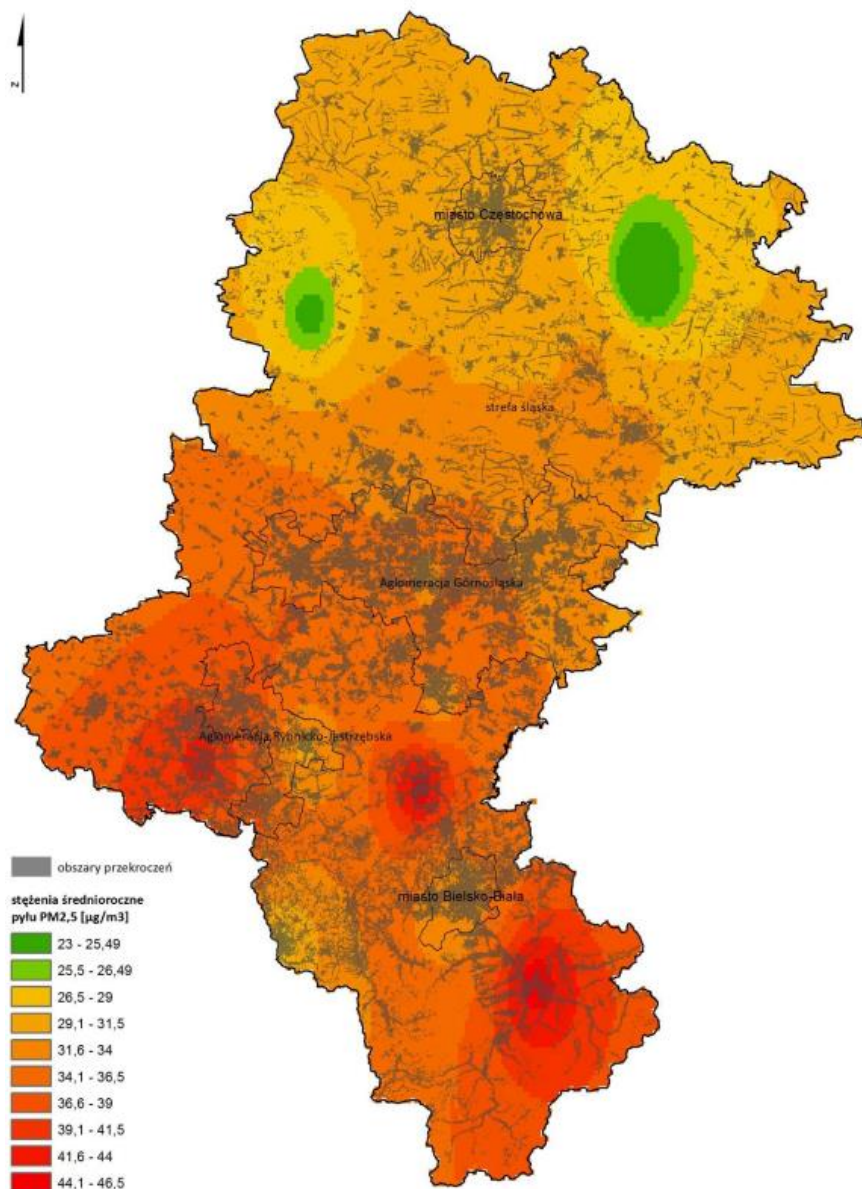 z
miasto Częstochowa
strefa śląska
Aglomeracja Górnośląska
Aglomeracja Rybnicko-Jastrzębska
miasto Bielsko-Biała
obszary przekroczeń
stężenia średnioroczne
pyłu PM2,5 [µg/m3]
23 - 25,49
25,5 - 26,49
26,5 - 29
29,1 - 31,5
31,6 - 34
34,1 - 36,5
36,6 - 39
39,1 - 41,5
41,6 - 44
44,1 - 46,5